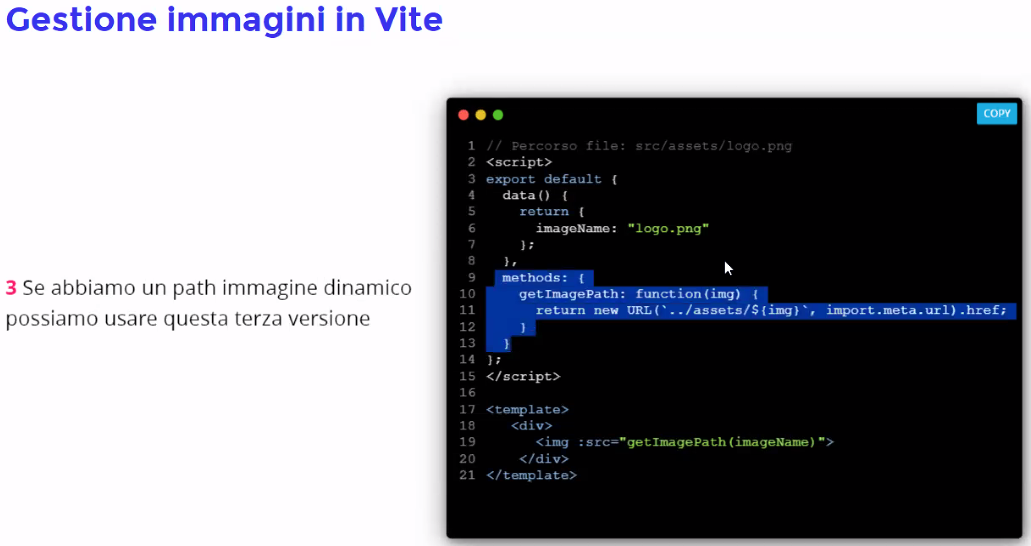 Gestione immagini in Vite
3 Se abbiamo un path immagine dinamico
possiamo usare questa terza versione
COPY
1 // Percorso file: src/assets/logo.png
2 <script>
3 export default {
4 data() {
5 return {
6 imageName: "logo.png"
7 };
8 },
9 methods: {
10 getImagePath: function(img) {
11 return new URL(`../assets/${img}`, import.meta.url).href;
12 }
13 }
14 };
15 </script>
16
17 <template>
18 <div>
19 <img :src="getImagePath(imageName)">
20 </div>
21 </template>